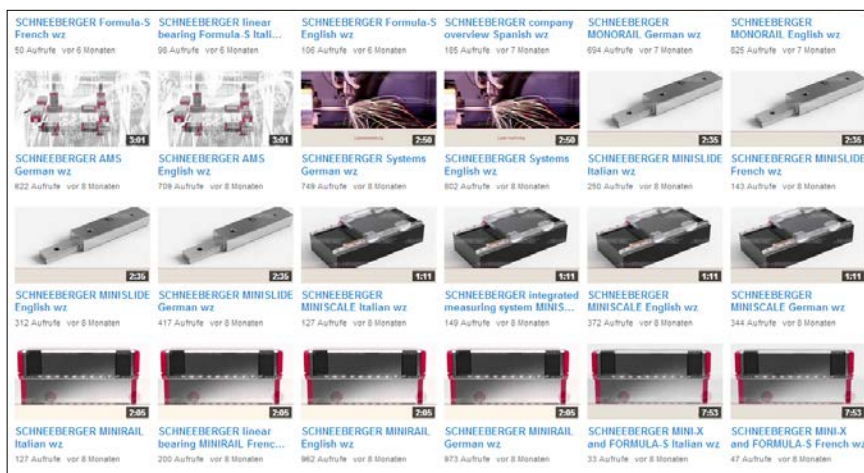 SCHNEEBERGER Formula-S
French wz
50 Aufrufe vor 6 Monaten
SCHNEEBERGER linear
bearing Formula-S Itali...
98 Aufrufe vor 6 Monaten
SCHNEEBERGER Formula-S
English wz
106 Aufrufe vor 6 Monaten
SCHNEEBERGER company
overview Spanish wz
185 Aufrufe vor 7 Monaten
SCHNEEBERGER
MONORAIL German wz
694 Aufrufe vor 7 Monaten
SCHNEEBERGER
MONORAIL English wz
825 Aufrufe vor 7 Monaten
3:01
SCHNEEBERGER AMS
German wz
822 Aufrufe vor 8 Monaten
3:01
SCHNEEBERGER AMS
English wz
709 Aufrufe vor 8 Monaten
2:50
SCHNEEBERGER Systems
German wz
749 Aufrufe vor 8 Monaten
2:50
SCHNEEBERGER Systems
English wz
802 Aufrufe vor 8 Monaten
2:35
SCHNEEBERGER MINISLIDE
Italian wz
250 Aufrufe vor 8 Monaten
2:35
SCHNEEBERGER MINISLIDE
French wz
143 Aufrufe vor 8 Monaten
2:35
SCHNEEBERGER MINISLIDE
English wz
312 Aufrufe vor 8 Monaten
2:35
SCHNEEBERGER MINISLIDE
German wz
417 Aufrufe vor 8 Monaten
1:11
SCHNEEBERGER
MINISCALE Italian wz
127 Aufrufe vor 8 Monaten
1:11
SCHNEEBERGER integrated
measuring system MINIS...
149 Aufrufe vor 8 Monaten
1:11
SCHNEEBERGER
MINISCALE English wz
372 Aufrufe vor 8 Monaten
1:11
SCHNEEBERGER
MINISCALE German wz
344 Aufrufe vor 8 Monaten
2:05
SCHNEEBERGER MINIRAIL
Italian wz
127 Aufrufe vor 8 Monaten
2:05
SCHNEEBERGER linear
bearing MINIRAIL Frenc...
200 Aufrufe vor 8 Monaten
2:05
SCHNEEBERGER MINIRAIL
English wz
962 Aufrufe vor 8 Monaten
2:05
SCHNEEBERGER MINIRAIL
German wz
973 Aufrufe vor 8 Monaten
7:53
SCHNEEBERGER MINI-X
and FORMULA-S Italian wz
33 Aufrufe vor 8 Monaten
7:53
SCHNEEBERGER MINI-X
and FORMULA-S French wz
47 Aufrufe vor 8 Monaten